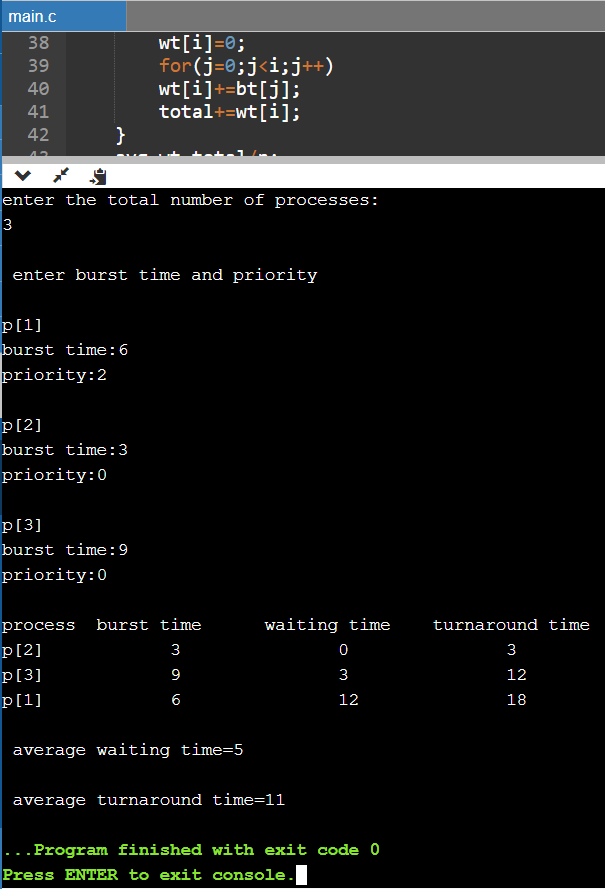 main.c
38 wt[i]=0;
39 for(j=0;j<i;j++)
40 wt[i]+=bt[j];
41 total+=wt[i];
42 }
enter the total number of processes:
3
enter burst time and priority
p[1]
burst time:6
priority:2
p[2]
burst time:3
priority:0
p[3]
burst time:9
priority:0
process burst time waiting time turnaround time
p[2] 3 0 3
p[3] 9 3 12
p[1] 6 12 18
average waiting time=5
average turnaround time=11
...Program finished with exit code 0
Press ENTER to exit console.